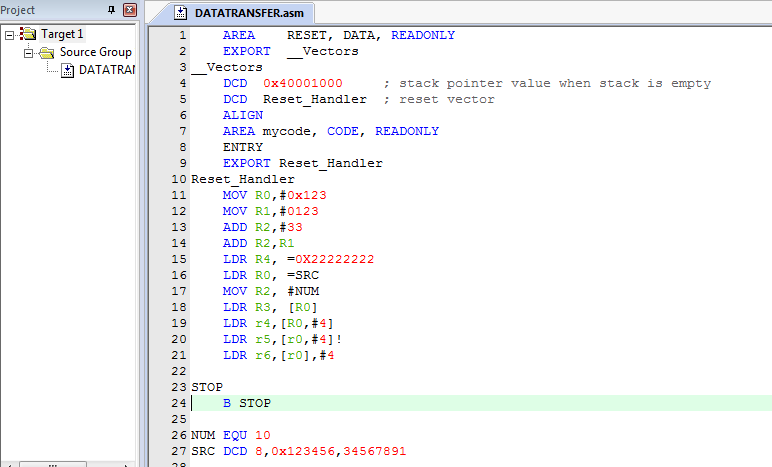 Project
DATATRANSFER.asm
Target 1
Source Group
DATATRAN
1 AREA    RESET, DATA, READONLY
2 EXPORT  __Vectors
3 __Vectors
4 DCD  0x40001000     ; stack pointer value when stack is empty
5 DCD  Reset_Handler  ; reset vector
6 ALIGN
7 AREA mycode, CODE, READONLY
8 ENTRY
9 EXPORT Reset_Handler
10 Reset_Handler
11 MOV R0,#0x123
12 MOV R1,#0123
13 ADD R2,#33
14 ADD R2,R1
15 LDR R4, =0X22222222
16 LDR R0, =SRC
17 MOV R2, #NUM
18 LDR R3, [R0]
19 LDR r4,[R0,#4]
20 LDR r5,[r0,#4]!
21 LDR r6,[r0],#4
22
23 STOP
24 B STOP
25
26 NUM EQU 10
27 SRC DCD 8,0x123456,34567891
28